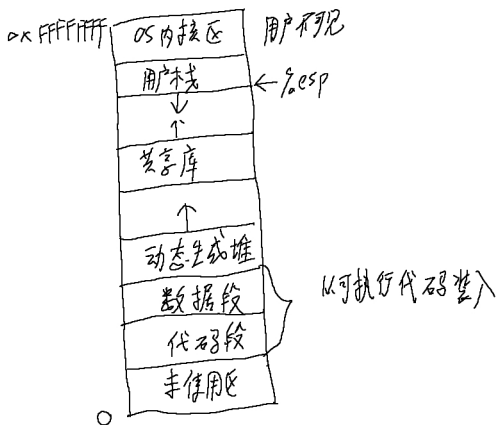 0xFFFFFFFF
OS内核区
用户不可见
用户栈
%esp
共享库
动态生成堆
数据段
从可执行代码装入
代码段
未使用区
0